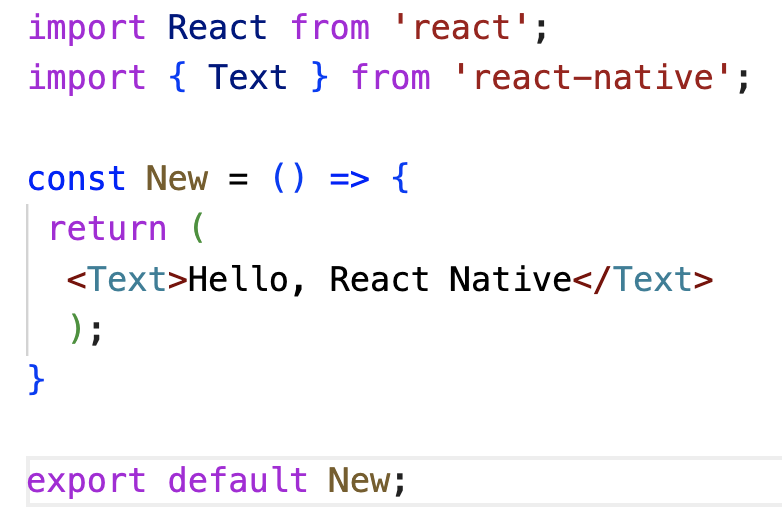 import React from 'react';
import { Text } from 'react-native';

const New = () => {
 return (
  <Text>Hello, React Native</Text>
  );
}

export default New;